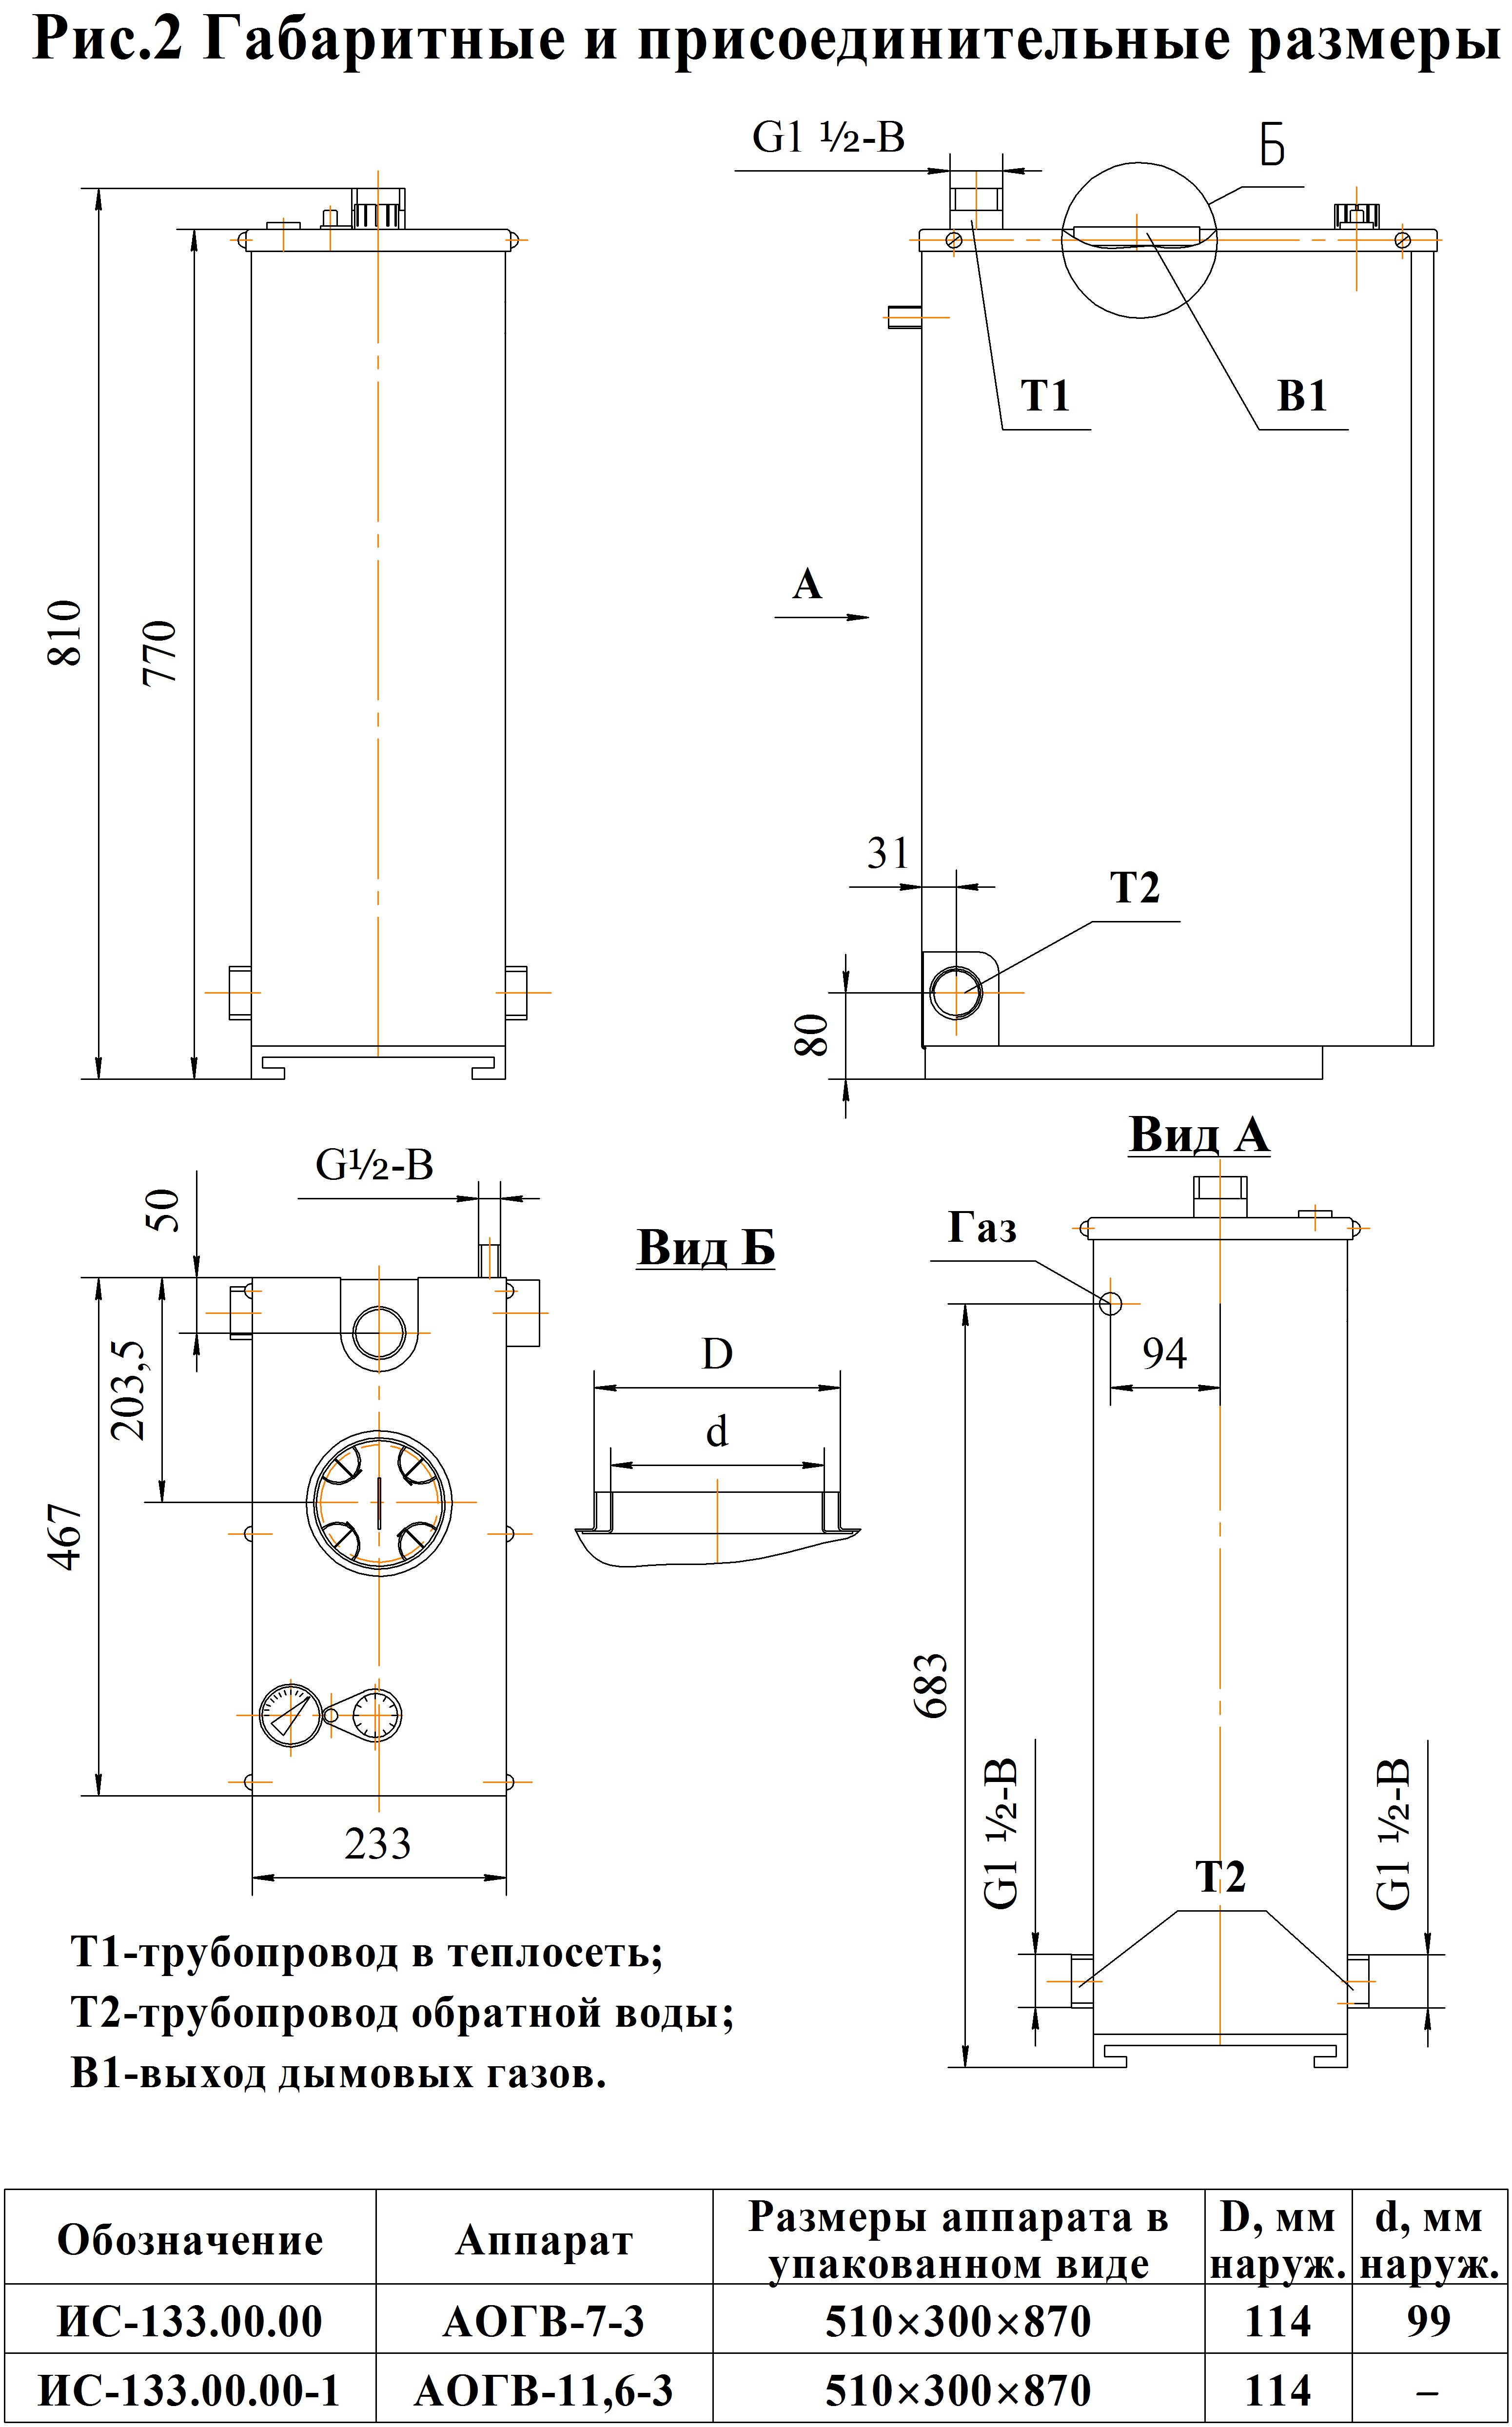 Рис.2 Габаритные и присоединительные размеры
G1 ½-B
Б
T1
B1
A
810
770
31
T2
80
Вид А
G½-B
50
Вид Б
Газ
203,5
D
94
d
467
683
233
G1 ½-B
T2
G1 ½-B
Т1-трубопровод в теплосеть;
Т2-трубопровод обратной воды;
В1-выход дымовых газов.
Обозначение Аппарат Размеры аппарата в упакованном виде D, мм наруж. d, мм наруж.
ИС-133.00.00 АОГВ-7-3 510×300×870 114 99
ИС-133.00.00-1 АОГВ-11,6-3 510×300×870 114 –